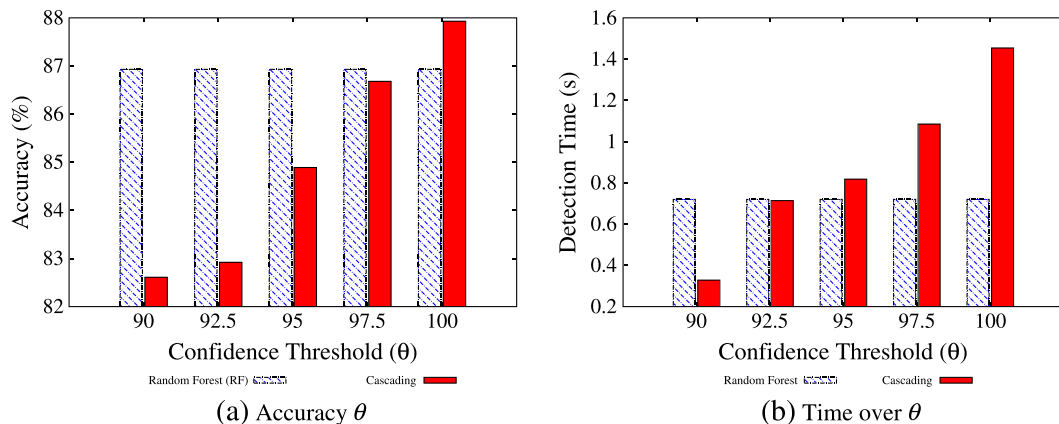 88
87
86
85
84
83
82
Accuracy (%)
90 92.5 95 97.5 100
Confidence Threshold (θ)
Random Forest (RF) Cascading
(a) Accuracy θ
1.6
1.4
1.2
1
0.8
0.6
0.4
0.2
Detection Time (s)
90 92.5 95 97.5 100
Confidence Threshold (θ)
Random Forest Cascading
(b) Time over θ